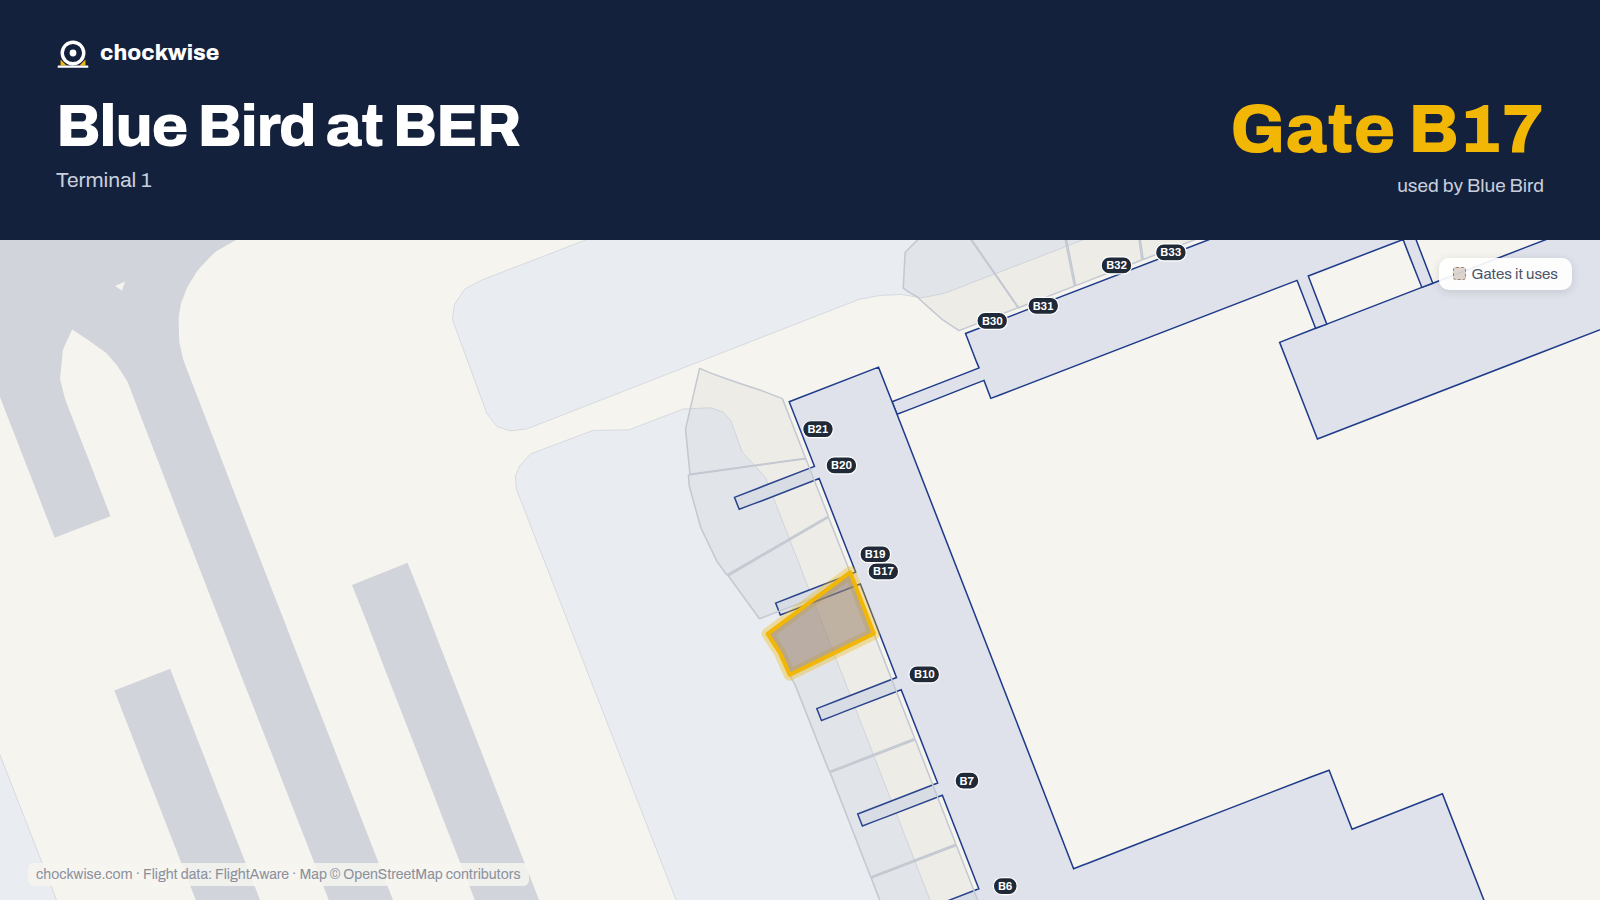 chockwise
Blue Bird at BER
Terminal 1
Gate B17
used by Blue Bird
Gates it uses
B33
B32
B31
B30
B21
B20
B19
B17
B10
B7
B6
chockwise.com · Flight data: FlightAware · Map © OpenStreetMap contributors